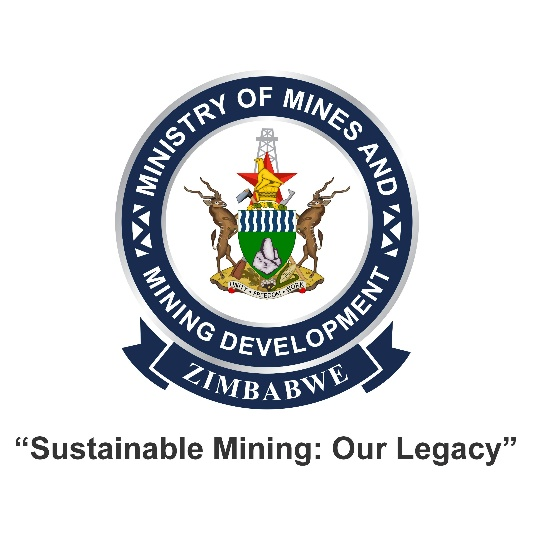 MINISTRY OF MINES AND
MINING DEVELOPMENT
UNITY • FREEDOM • WORK
ZIMBABWE
“Sustainable Mining: Our Legacy”